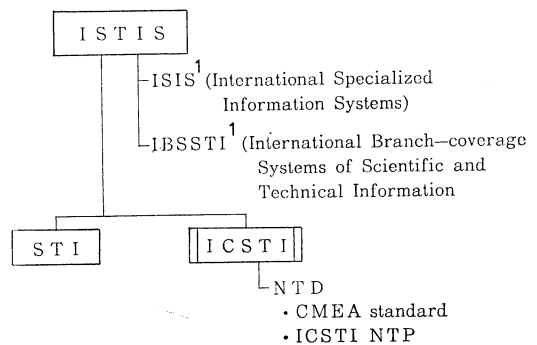 ISTIS
ISIS1 (International Specialized
Information Systems)
IBSSTI1 (International Branch-coverage
Systems of Scientific and
Technical Information
STI
ICSTI
NTD
· CMEA standard
· ICSTI NTP